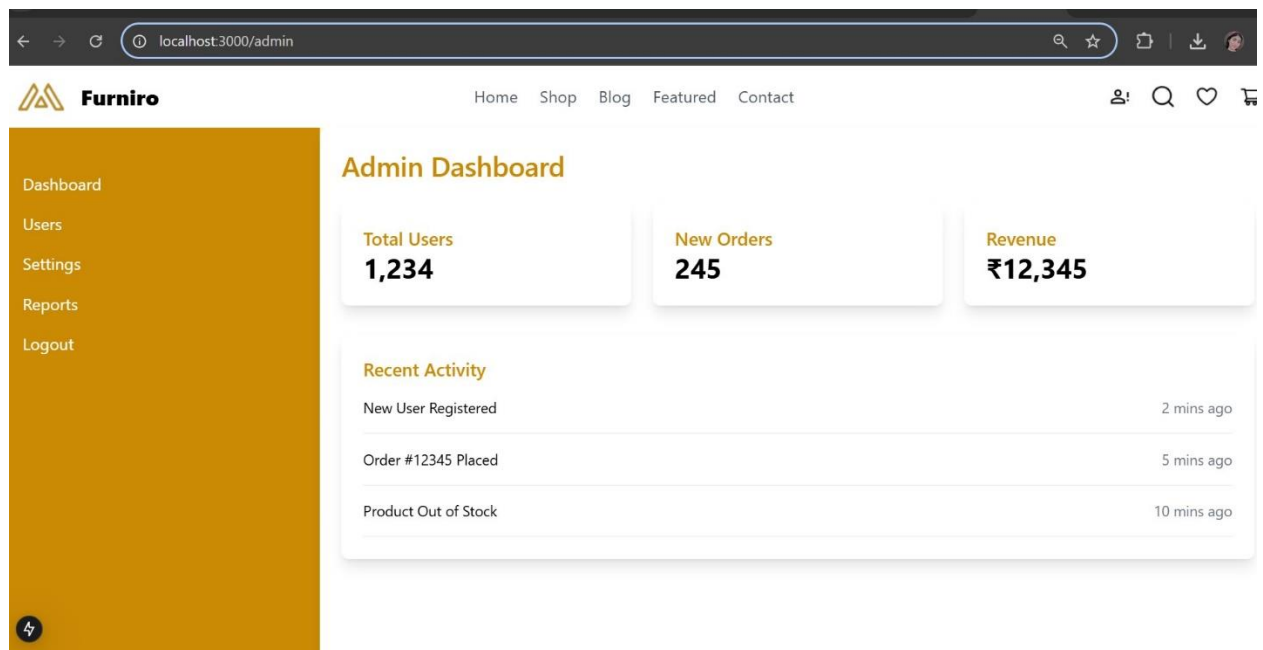 localhost:3000/admin
Furniro
Home Shop Blog Featured Contact
Dashboard
Users
Settings
Reports
Logout
Admin Dashboard
Total Users
1,234
New Orders
245
Revenue
₹12,345
Recent Activity
New User Registered 2 mins ago
Order #12345 Placed 5 mins ago
Product Out of Stock 10 mins ago